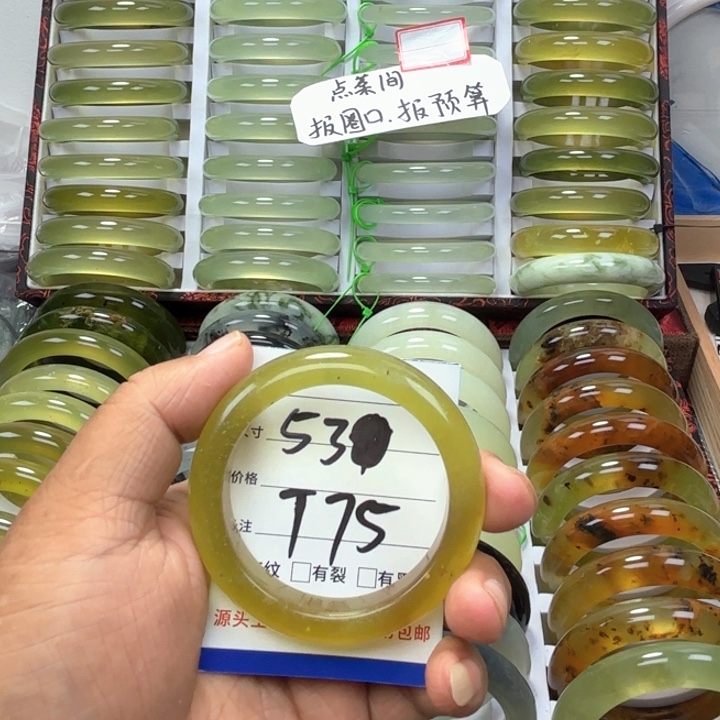 点菜间
报圈口.报预算
寸 53
价格
T75
注
纹 □有裂 □有
源头
包邮